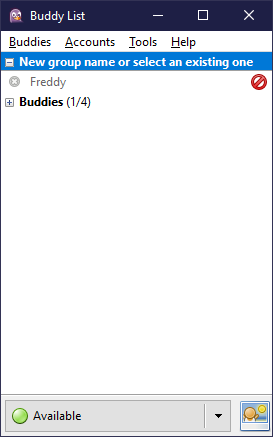 Buddy List
Buddies Accounts Tools Help
New group name or select an existing one
Freddy
Buddies (1/4)
Available